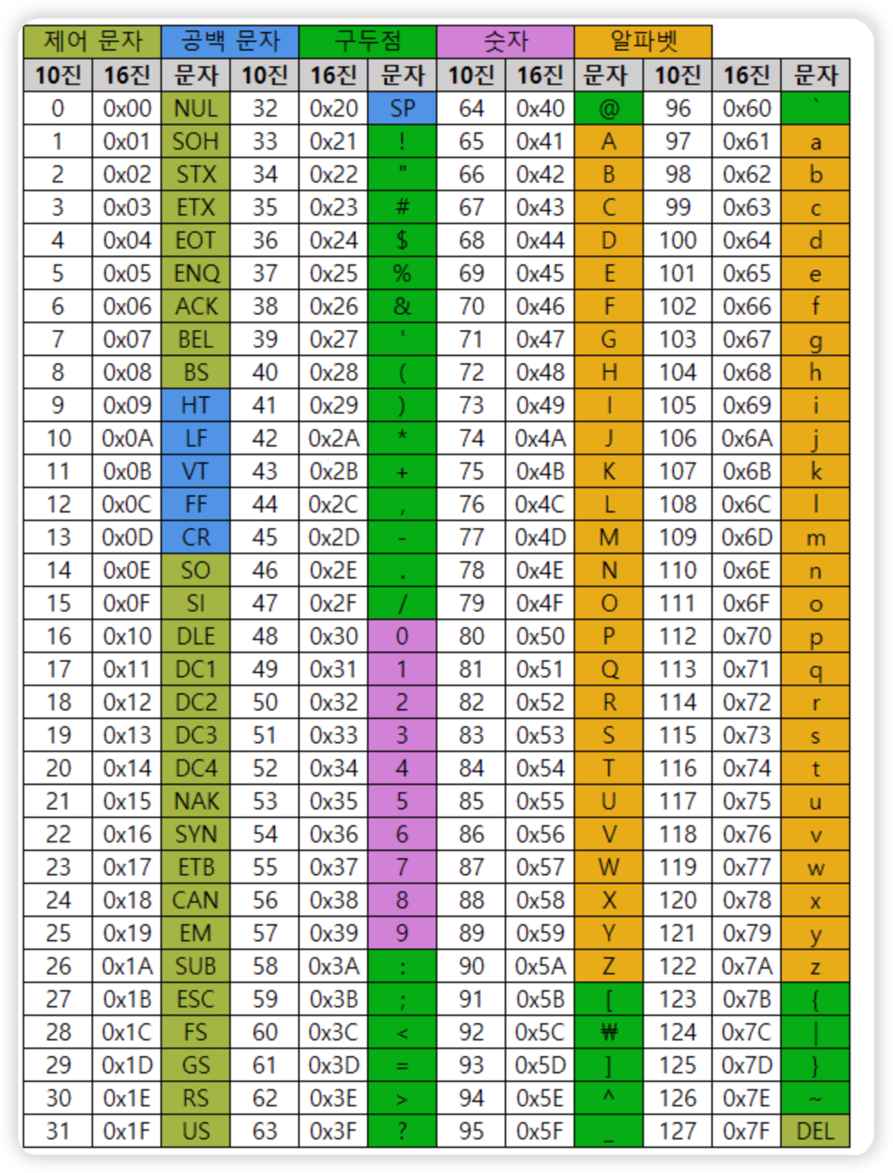 제어 문자 공백 문자 구두점 숫자 알파벳
10진 16진 문자 10진 16진 문자 10진 16진 문자 10진 16진 문자
0 0x00 NUL 32 0x20 SP 64 0x40 @ 96 0x60 `
1 0x01 SOH 33 0x21 ! 65 0x41 A 97 0x61 a
2 0x02 STX 34 0x22 " 66 0x42 B 98 0x62 b
3 0x03 ETX 35 0x23 # 67 0x43 C 99 0x63 c
4 0x04 EOT 36 0x24 $ 68 0x44 D 100 0x64 d
5 0x05 ENQ 37 0x25 % 69 0x45 E 101 0x65 e
6 0x06 ACK 38 0x26 & 70 0x46 F 102 0x66 f
7 0x07 BEL 39 0x27 ' 71 0x47 G 103 0x67 g
8 0x08 BS 40 0x28 ( 72 0x48 H 104 0x68 h
9 0x09 HT 41 0x29 ) 73 0x49 I 105 0x69 i
10 0x0A LF 42 0x2A * 74 0x4A J 106 0x6A j
11 0x0B VT 43 0x2B + 75 0x4B K 107 0x6B k
12 0x0C FF 44 0x2C , 76 0x4C L 108 0x6C l
13 0x0D CR 45 0x2D - 77 0x4D M 109 0x6D m
14 0x0E SO 46 0x2E . 78 0x4E N 110 0x6E n
15 0x0F SI 47 0x2F / 79 0x4F O 111 0x6F o
16 0x10 DLE 48 0x30 0 80 0x50 P 112 0x70 p
17 0x11 DC1 49 0x31 1 81 0x51 Q 113 0x71 q
18 0x12 DC2 50 0x32 2 82 0x52 R 114 0x72 r
19 0x13 DC3 51 0x33 3 83 0x53 S 115 0x73 s
20 0x14 DC4 52 0x34 4 84 0x54 T 116 0x74 t
21 0x15 NAK 53 0x35 5 85 0x55 U 117 0x75 u
22 0x16 SYN 54 0x36 6 86 0x56 V 118 0x76 v
23 0x17 ETB 55 0x37 7 87 0x57 W 119 0x77 w
24 0x18 CAN 56 0x38 8 88 0x58 X 120 0x78 x
25 0x19 EM 57 0x39 9 89 0x59 Y 121 0x79 y
26 0x1A SUB 58 0x3A : 90 0x5A Z 122 0x7A z
27 0x1B ESC 59 0x3B ; 91 0x5B [ 123 0x7B {
28 0x1C FS 60 0x3C < 92 0x5C ₩ 124 0x7C |
29 0x1D GS 61 0x3D = 93 0x5D ] 125 0x7D }
30 0x1E RS 62 0x3E > 94 0x5E ^ 126 0x7E ~
31 0x1F US 63 0x3F ? 95 0x5F _ 127 0x7F DEL